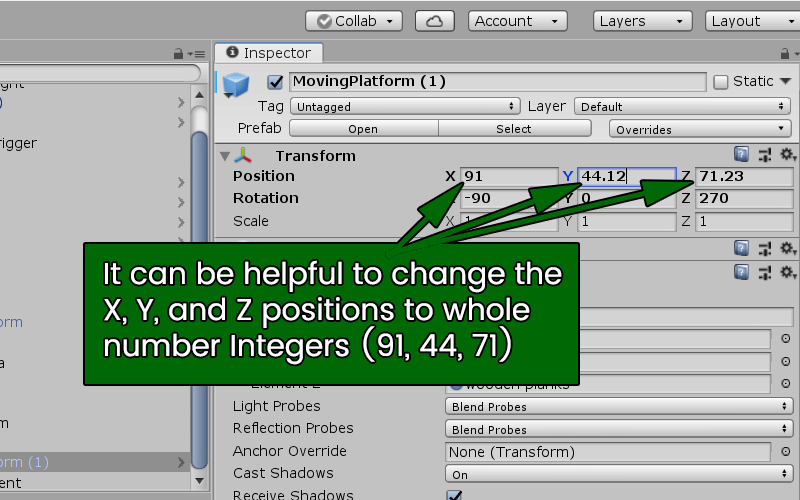 Collab
Account
Layers
Layout
Inspector
MovingPlatform (1)
Static
Tag Untagged Layer Default
Prefab Open Select Overrides
rigger
Transform
Position X 91 Y 44.12 Z 71.23
Rotation -90 Y 0 Z 270
Scale X 1 Y 1 Z 1
It can be helpful to change the
X, Y, and Z positions to whole
number Integers (91, 44, 71)
orm
a
m
orm (1)
ent
wooden planks
Light Probes Blend Probes
Reflection Probes Blend Probes
Anchor Override None (Transform)
Cast Shadows On
Receive Shadows